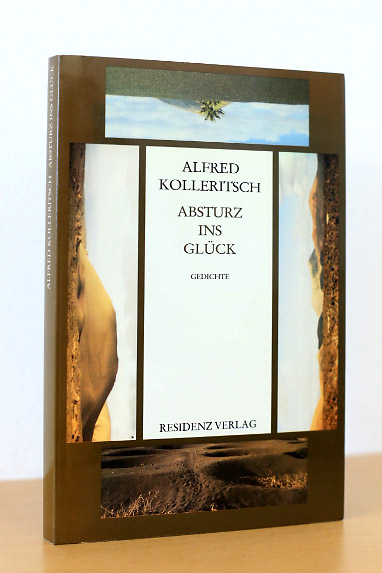 ALFRED KOLLERITSCH ABSTURZ INS GLÜCK
ALFRED
KOLLERITSCH
ABSTURZ
INS
GLÜCK
GEDICHTE
RESIDENZ VERLAG